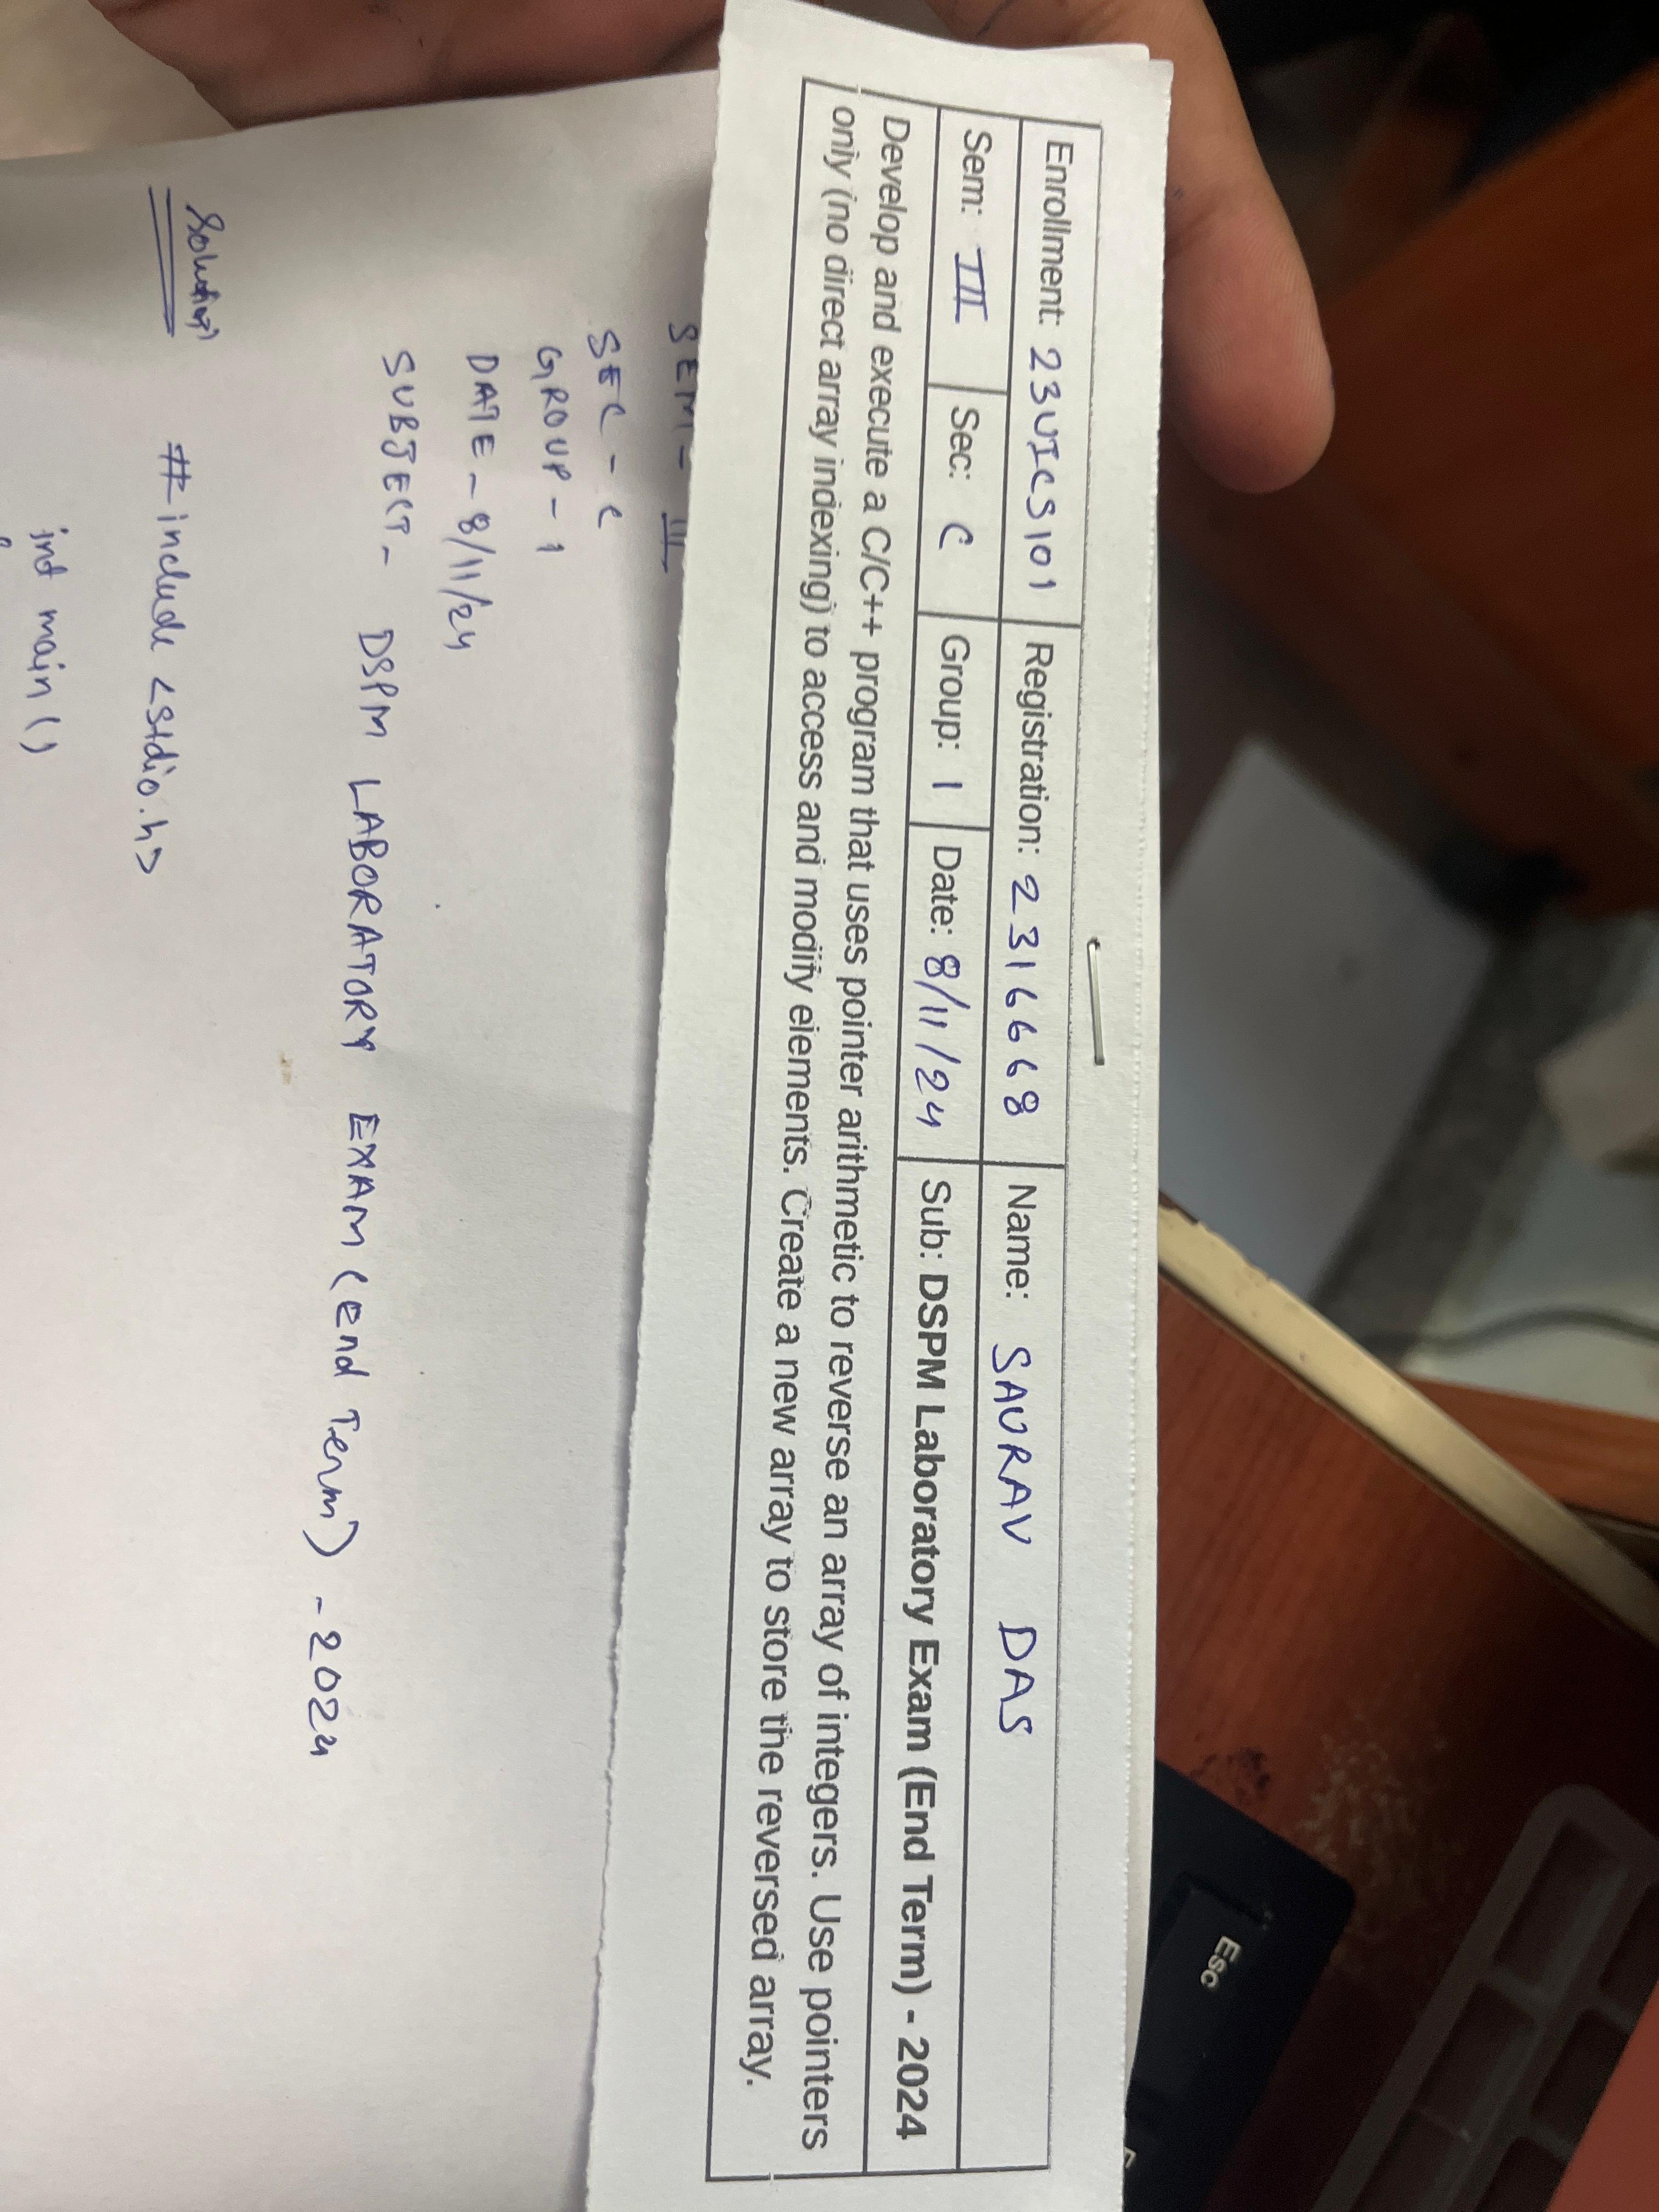 Enrollment: 23UICS101 Registration: 231668 Name: SAURAV DAS
Sem: III Sec: C Group: 1 Date: 8/11/24 Sub: DSPM Laboratory Exam (End Term) - 2024
Develop and execute a C/C++ program that uses pointer arithmetic to reverse an array of integers. Use pointers
only (no direct array indexing) to access and modify elements. Create a new array to store the reversed array.
SEM - III
SEC - C
GROUP - 1
DATE - 8/11/24
SUBJECT - DSPM LABORATORY EXAM (end Term) - 2024
Solution
#include <stdio.h>
int main()
Esc